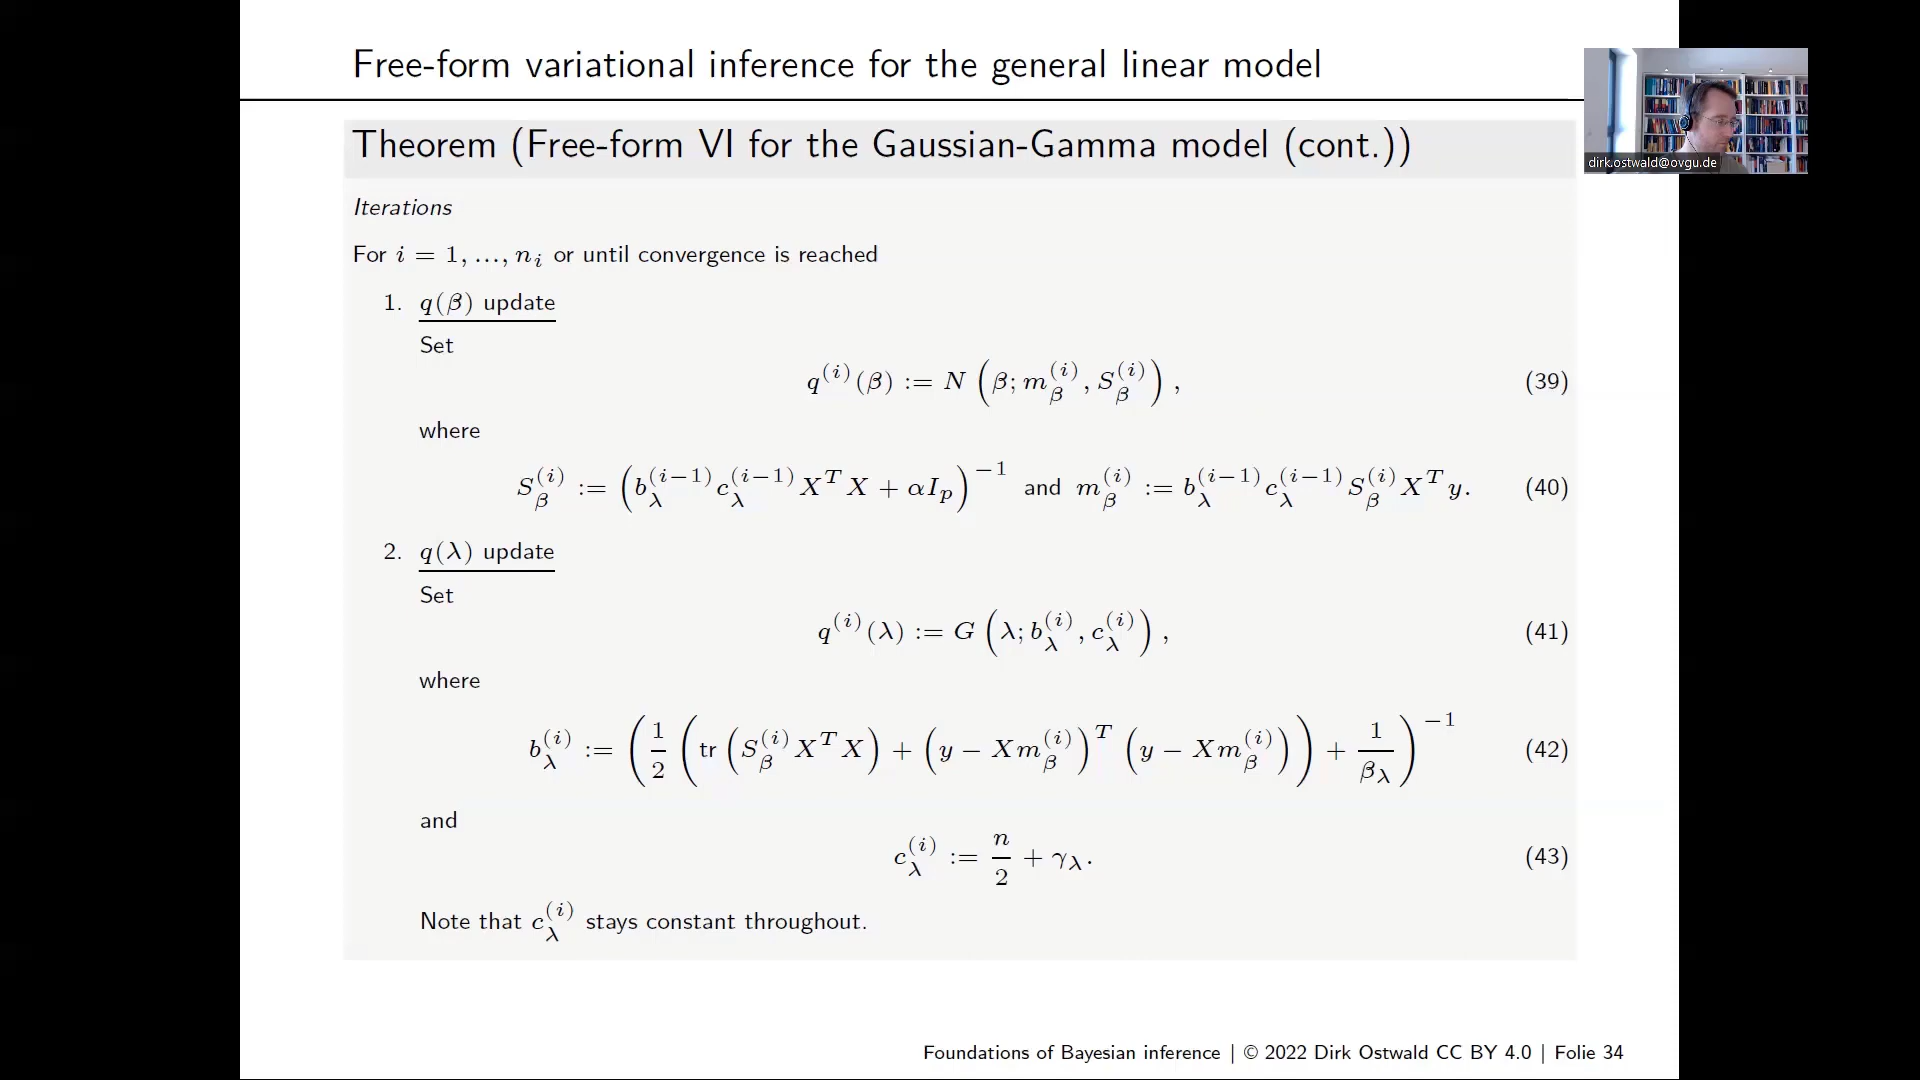 Free-form variational inference for the general linear model
dirk.ostwald@ovgu.de
Theorem (Free-form VI for the Gaussian-Gamma model (cont.))
Iterations
For i = 1, ..., n_i or until convergence is reached
1. q(β) update
Set
q^{(i)}(β) := N (β; m_β^{(i)}, S_β^{(i)}) , (39)
where
S_β^{(i)} := (b_λ^{(i−1)} c_λ^{(i−1)} X^T X + αI_p)^{−1} and m_β^{(i)} := b_λ^{(i−1)} c_λ^{(i−1)} S_β^{(i)} X^T y. (40)
2. q(λ) update
Set
q^{(i)}(λ) := G (λ; b_λ^{(i)}, c_λ^{(i)}) , (41)
where
b_λ^{(i)} := (1/2 (tr (S_β^{(i)} X^T X) + (y − Xm_β^{(i)})^T (y − Xm_β^{(i)})) + 1/β_λ)^{−1} (42)
and
c_λ^{(i)} := n/2 + γ_λ. (43)
Note that c_λ^{(i)} stays constant throughout.
Foundations of Bayesian inference | © 2022 Dirk Ostwald CC BY 4.0 | Folie 34